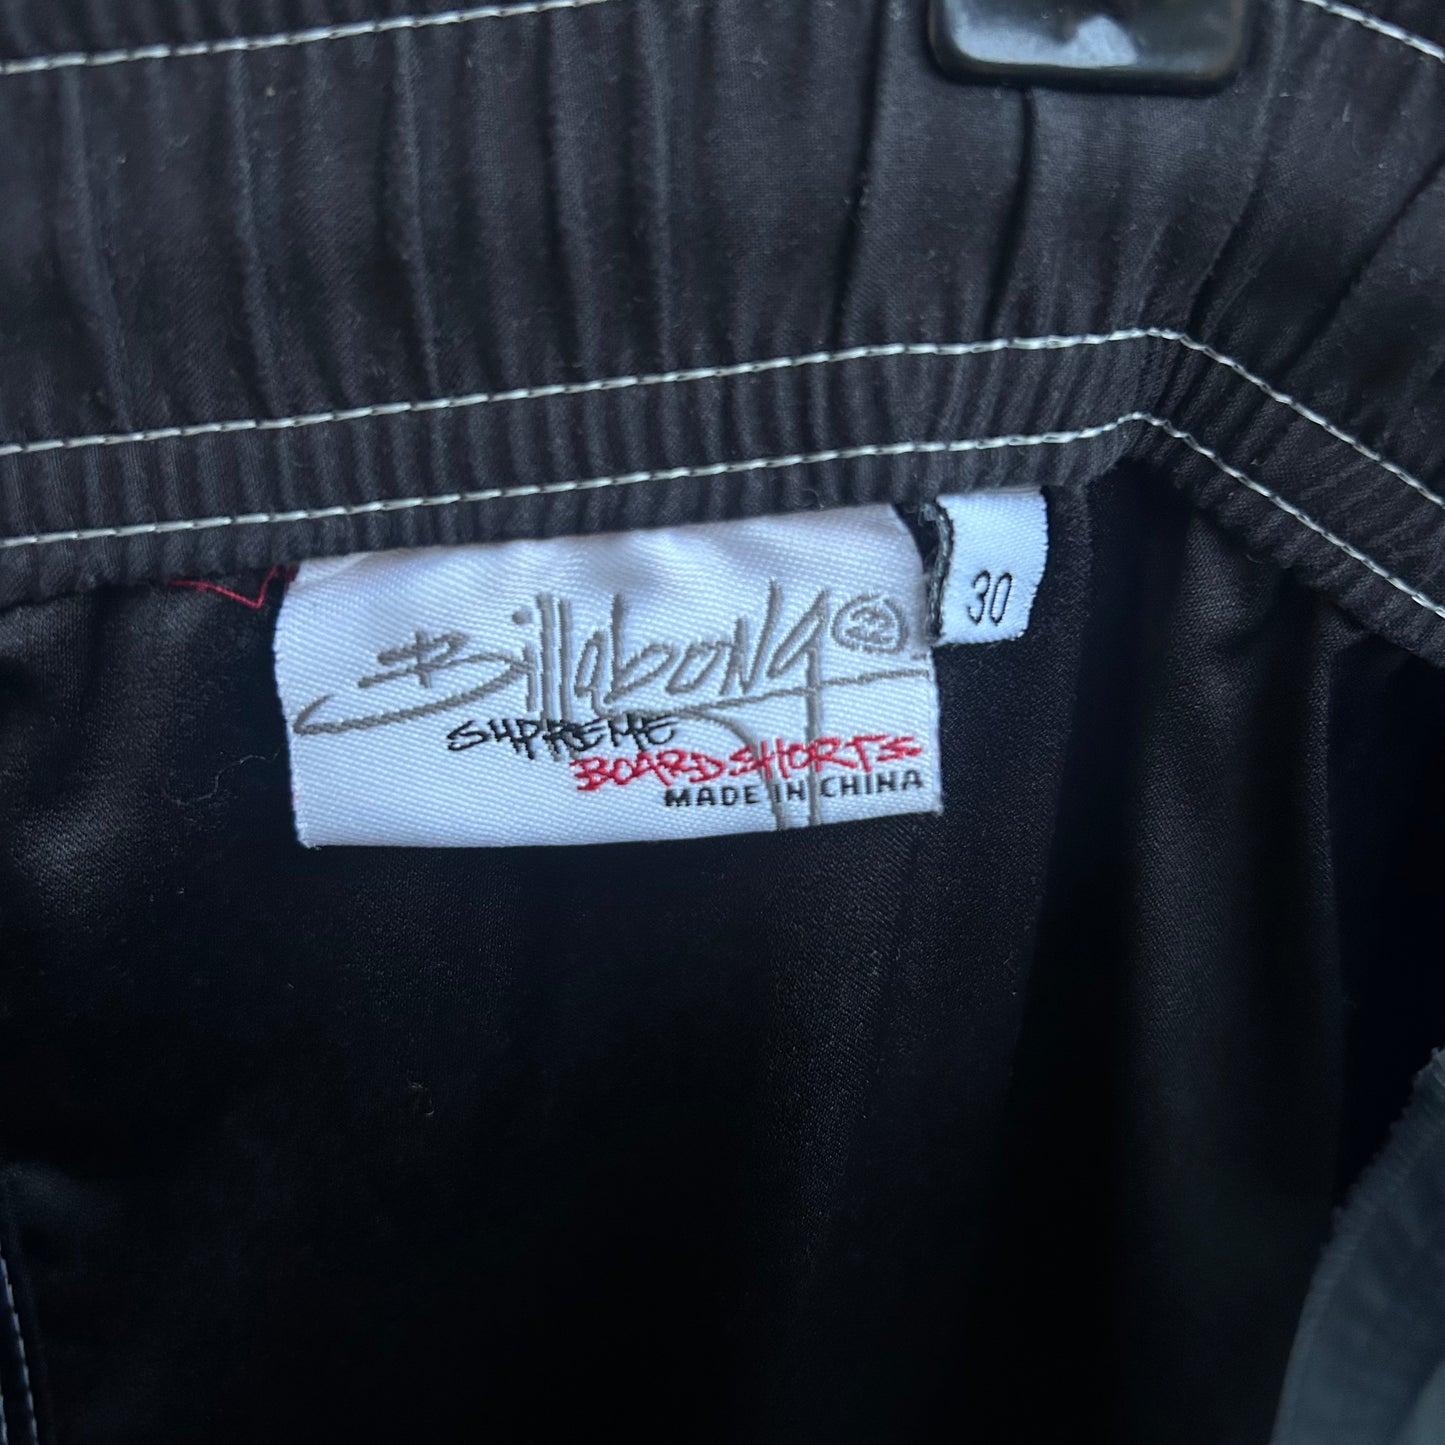 Billabong
30
SUPREME
BOARDSHORTS
MADE IN CHINA